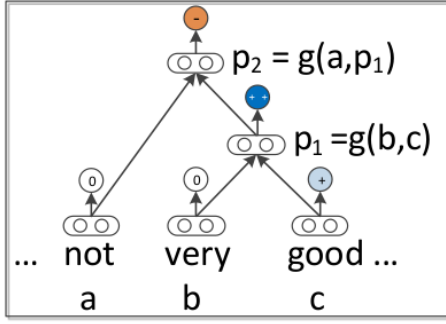 -
p₂ = g(a,p₁)
+ +
p₁ =g(b,c)
0 0 +
... not very good ...
a b c